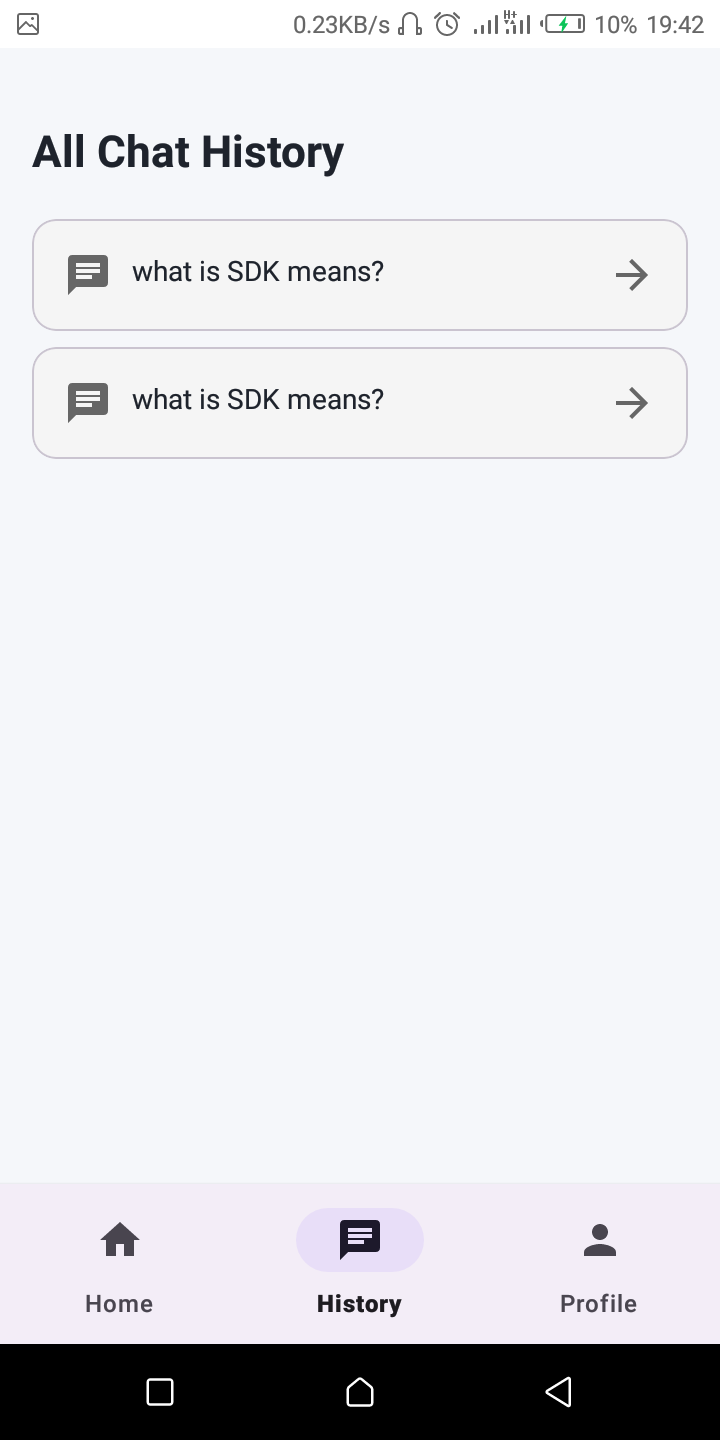 0.23KB/s H+ 10% 19:42
All Chat History
what is SDK means?
what is SDK means?
Home History Profile